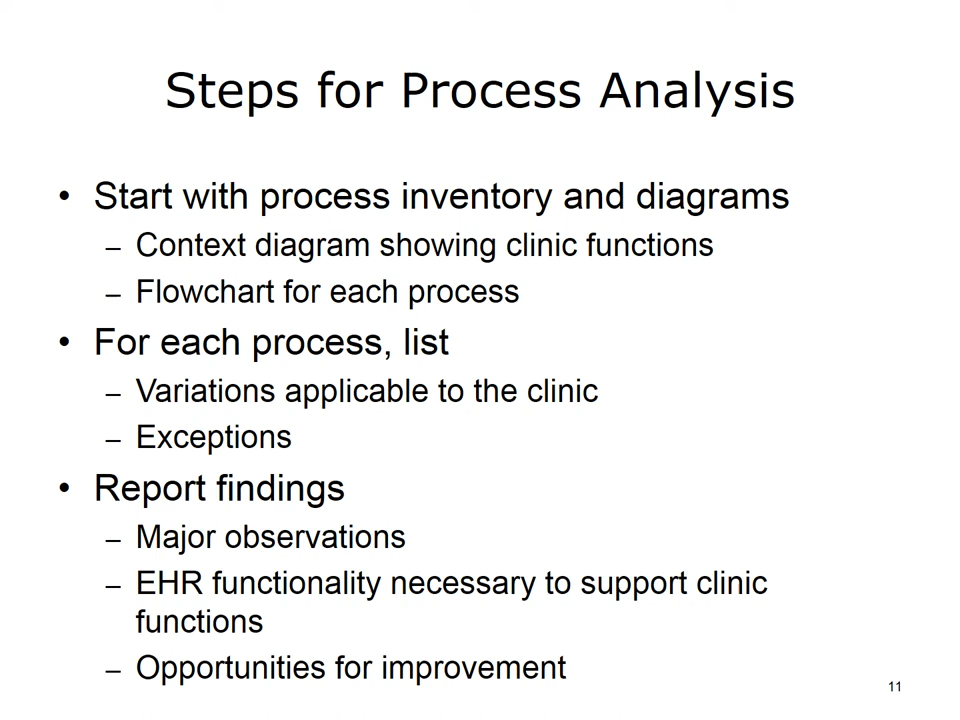 Steps for Process Analysis
• Start with process inventory and diagrams
– Context diagram showing clinic functions
– Flowchart for each process
• For each process, list
– Variations applicable to the clinic
– Exceptions
• Report findings
– Major observations
– EHR functionality necessary to support clinic
functions
– Opportunities for improvement
11